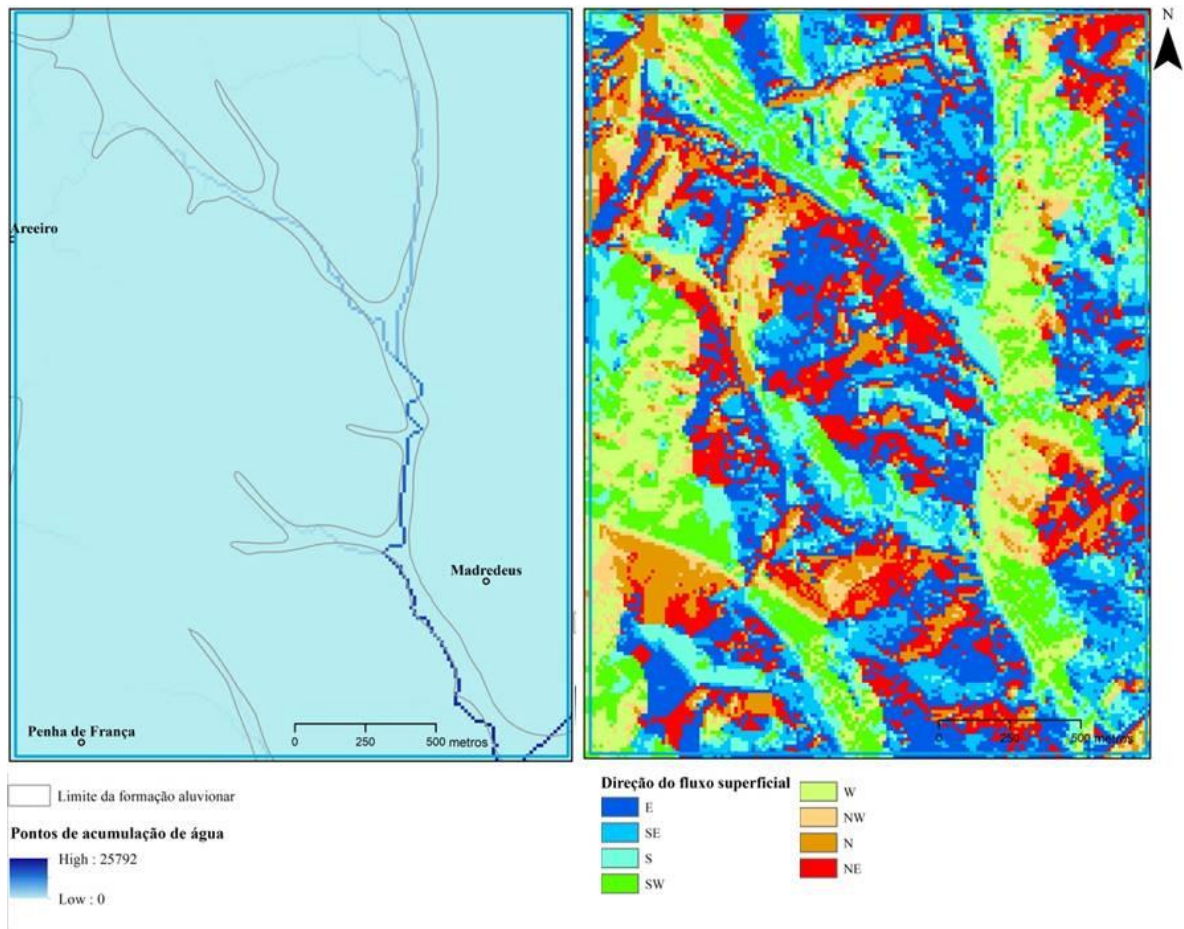 N
Areeiro
Madredeus
Penha de França
0 250 500 metros
0 250 500 metros
Limite da formação aluvionar
Pontos de acumulação de água
High : 25792
Low : 0
Direção do fluxo superficial
E
SE
S
SW
W
NW
N
NE